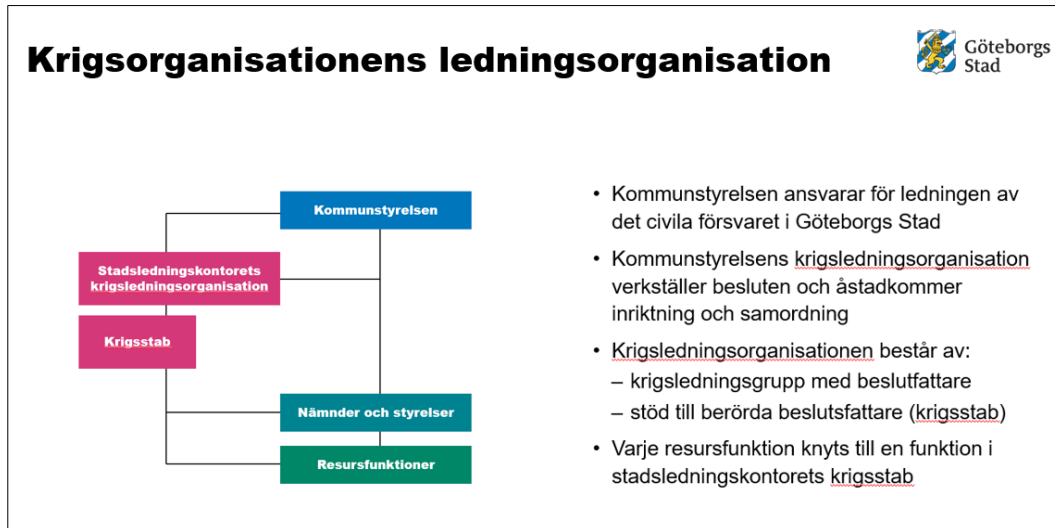 Krigsorganisationens ledningsorganisation
Göteborgs
Stad
Kommunstyrelsen
Stadsledningskontorets
krigsledningsorganisation
Krigsstab
Nämnder och styrelser
Resursfunktioner
• Kommunstyrelsen ansvarar för ledningen av
det civila försvaret i Göteborgs Stad
• Kommunstyrelsens krigsledningsorganisation
verkställer besluten och åstadkommer
inriktning och samordning
• Krigsledningsorganisationen består av:
– krigsledningsgrupp med beslutfattare
– stöd till berörda beslutsfattare (krigsstab)
• Varje resursfunktion knyts till en funktion i
stadsledningskontorets krigsstab